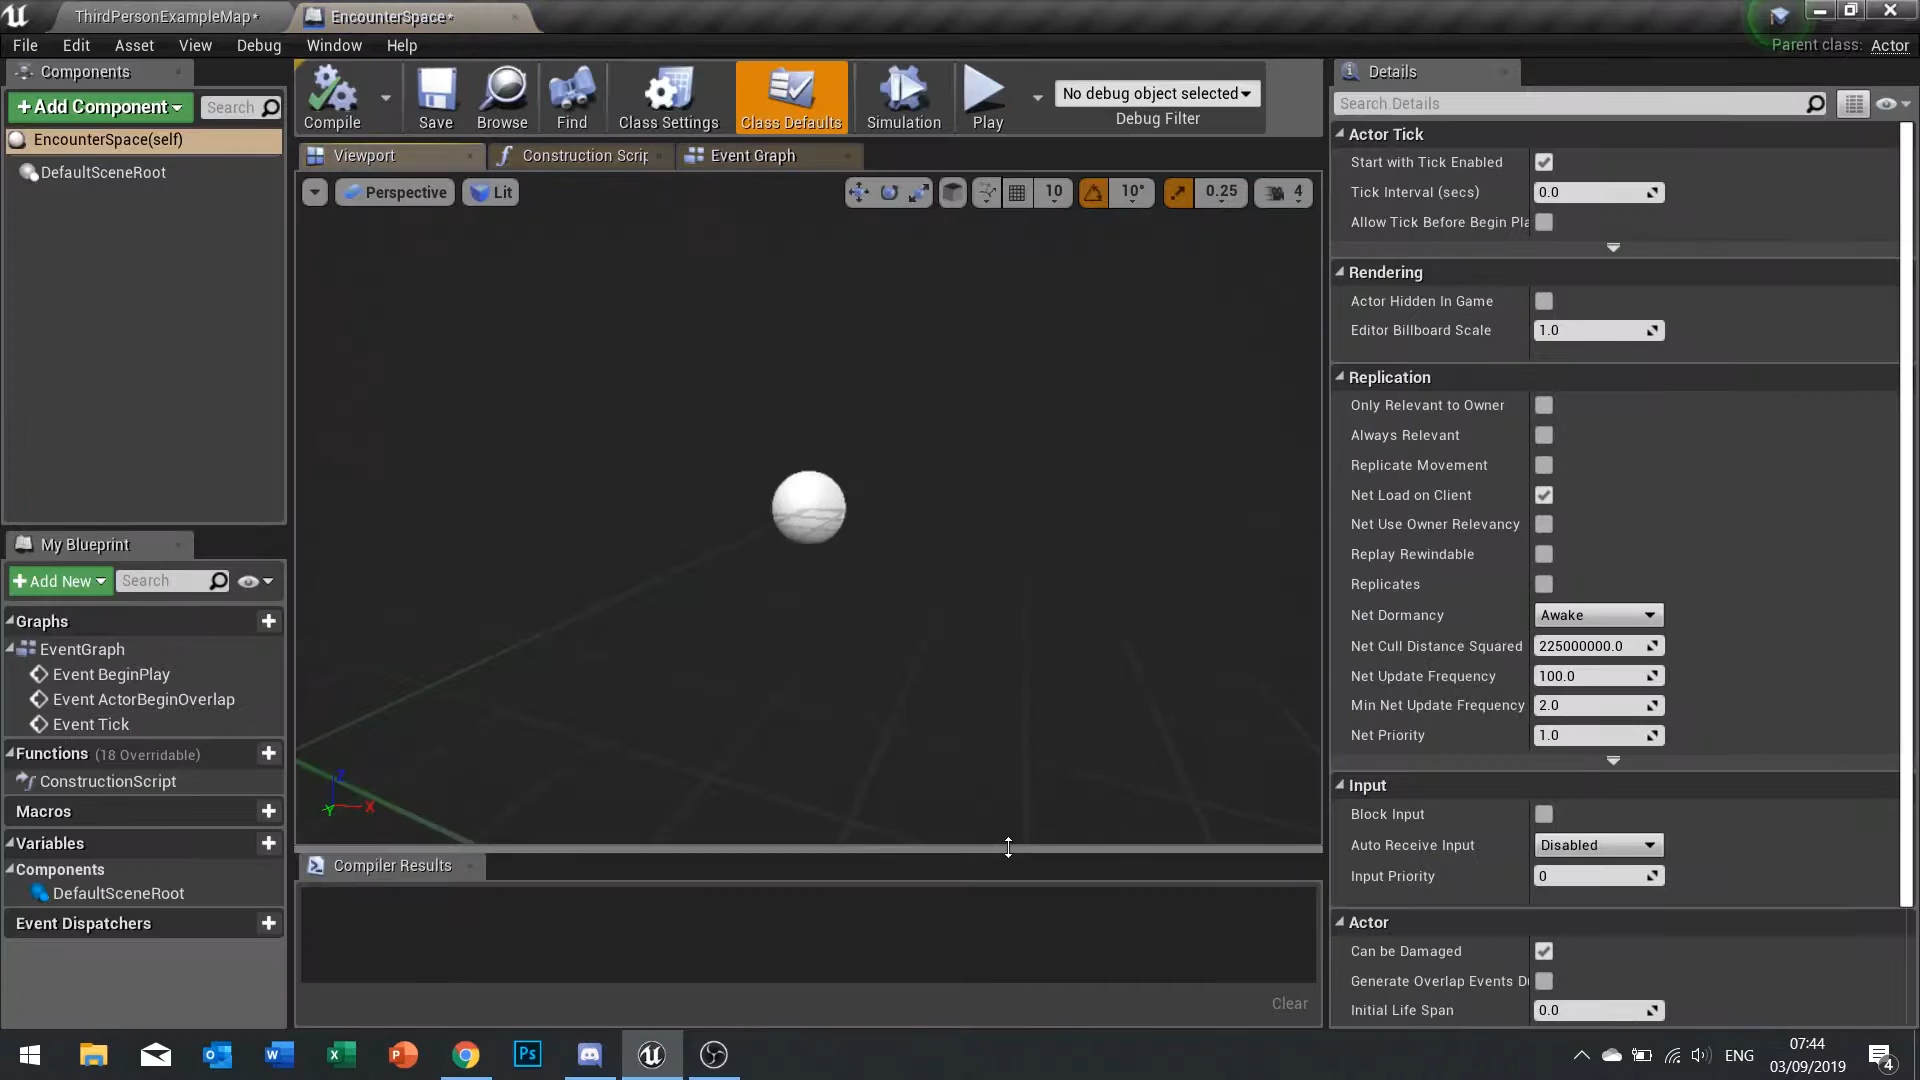 ThirdPersonExampleMap*
EncounterSpace*
File Edit Asset View Debug Window Help
Parent class: Actor
Components
+Add Component
Search
EncounterSpace(self)
DefaultSceneRoot
Compile
Save
Browse
Find
Class Settings
Class Defaults
Simulation
Play
No debug object selected
Debug Filter
Viewport
Construction Scrip
Event Graph
Perspective
Lit
10
10°
0.25
4
Z
Y
X
Compiler Results
Clear
My Blueprint
+Add New
Search
Graphs
EventGraph
Event BeginPlay
Event ActorBeginOverlap
Event Tick
Functions (18 Overridable)
ConstructionScript
Macros
Variables
Components
DefaultSceneRoot
Event Dispatchers
Details
Search Details
Actor Tick
Start with Tick Enabled
Tick Interval (secs) 0.0
Allow Tick Before Begin Pla
Rendering
Actor Hidden In Game
Editor Billboard Scale 1.0
Replication
Only Relevant to Owner
Always Relevant
Replicate Movement
Net Load on Client
Net Use Owner Relevancy
Replay Rewindable
Replicates
Net Dormancy Awake
Net Cull Distance Squared 225000000.0
Net Update Frequency 100.0
Min Net Update Frequency 2.0
Net Priority 1.0
Input
Block Input
Auto Receive Input Disabled
Input Priority 0
Actor
Can be Damaged
Generate Overlap Events D
Initial Life Span 0.0
Ps
ENG
07:44
03/09/2019
4